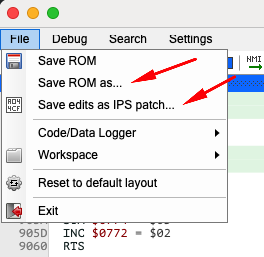 File Debug Search Settings
NMI
Save ROM
Save ROM as...
Save edits as IPS patch...
Code/Data Logger
Workspace
Reset to default layout
Exit
905D INC $0772 = $02
9060 RTS